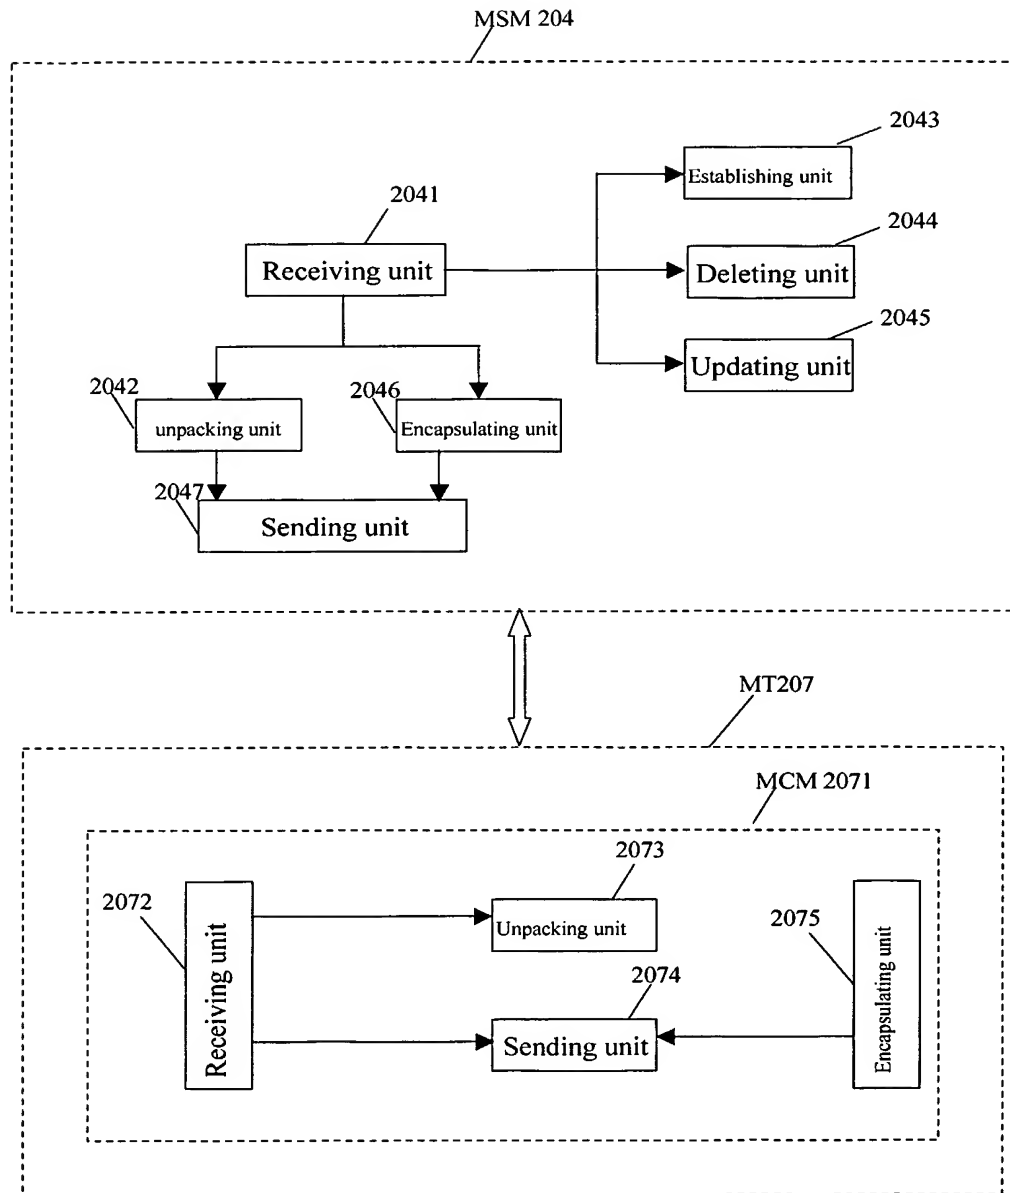 MSM 204
2043
Establishing unit
2041
2044
Receiving unit
Deleting unit
2045
Updating unit
2042
2046
unpacking unit
Encapsulating unit
2047
Sending unit
MT207
MCM 2071
2073
2072
Unpacking unit
2075
Receiving unit
2074
Sending unit
Encapsulating unit